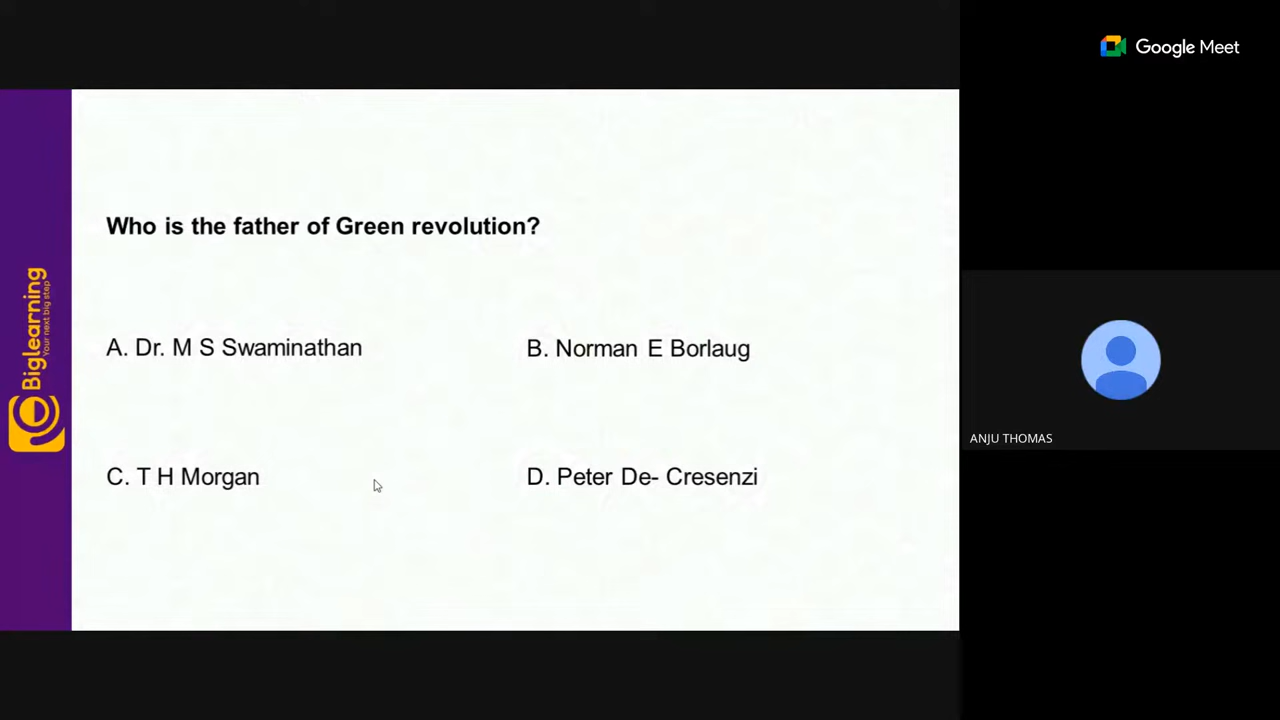 Google Meet
Who is the father of Green revolution?
A. Dr. M S Swaminathan
B. Norman E Borlaug
C. T H Morgan
D. Peter De- Cresenzi
Biglearning
Your next big step
ANJU THOMAS